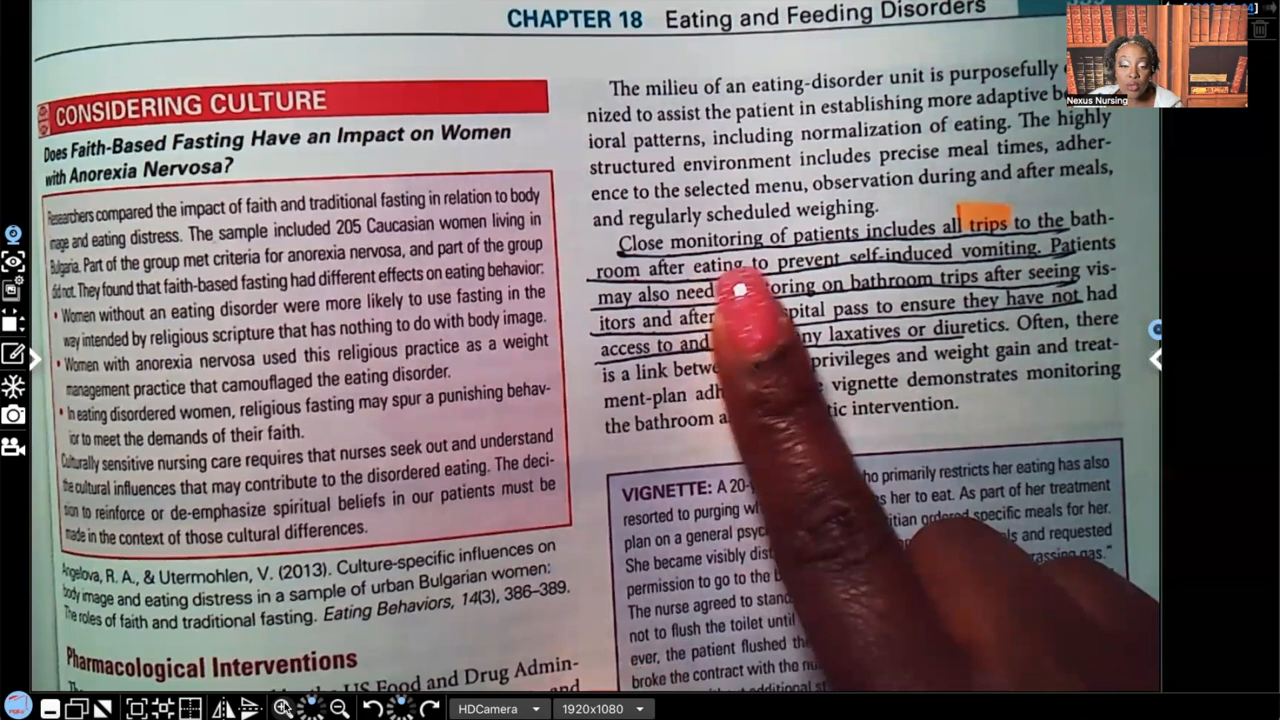 CHAPTER 18 Eating and Feeding Disorders
CONSIDERING CULTURE
Does Faith-Based Fasting Have an Impact on Women
with Anorexia Nervosa?
Researchers compared the impact of faith and traditional fasting in relation to body
image and eating distress. The sample included 205 Caucasian women living in
Bulgaria. Part of the group met criteria for anorexia nervosa, and part of the group
did not. They found that faith-based fasting had different effects on eating behavior:
• Women without an eating disorder were more likely to use fasting in the
way intended by religious scripture that has nothing to do with body image.
• Women with anorexia nervosa used this religious practice as a weight
management practice that camouflaged the eating disorder.
• In eating disordered women, religious fasting may spur a punishing behav-
ior to meet the demands of their faith.
Culturally sensitive nursing care requires that nurses seek out and understand
the cultural influences that may contribute to the disordered eating. The deci-
sion to reinforce or de-emphasize spiritual beliefs in our patients must be
made in the context of those cultural differences.
Angelova, R. A., & Utermohlen, V. (2013). Culture-specific influences on
body image and eating distress in a sample of urban Bulgarian women:
The roles of faith and traditional fasting. Eating Behaviors, 14(3), 386–389.
Pharmacological Interventions
the US Food and Drug Admin-
and
The milieu of an eating-disorder unit is purposefully
nized to assist the patient in establishing more adaptive
ioral patterns, including normalization of eating. The highly
structured environment includes precise meal times, adher-
ence to the selected menu, observation during and after meals,
and regularly scheduled weighing.
Close monitoring of patients includes all trips to the bath-
room after eating to prevent self-induced vomiting. Patients
may also need oring on bathroom trips after seeing vis-
itors and after spital pass to ensure they have not had
access to and ny laxatives or diuretics. Often, there
is a link betw privileges and weight gain and treat-
ment-plan adh vignette demonstrates monitoring
the bathroom a tic intervention.
VIGNETTE: A 20- ho primarily restricts her eating has also
resorted to purging wh s her to eat. As part of her treatment
plan on a general psyc itian ordered specific meals for her.
She became visibly dist ls and requested
permission to go to the assing gas."
The nurse agreed to stand
not to flush the toilet until
ever, the patient flushed the
broke the contract with the nu
additional st
Nexus Nursing
HDCamera
1920x1080